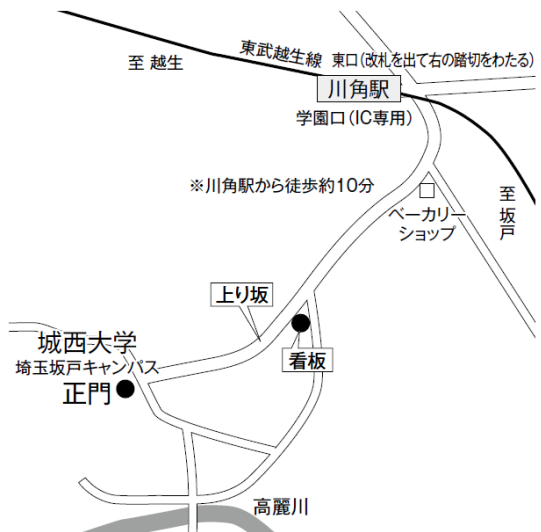 東武越生線
東口(改札を出て右の踏切をわたる)
至 越生
川角駅
学園口(IC専用)
※川角駅から徒歩約10分
至坂戸
ベーカリー
ショップ
上り坂
看板
城西大学
埼玉坂戸キャンパス
正門
高麗川